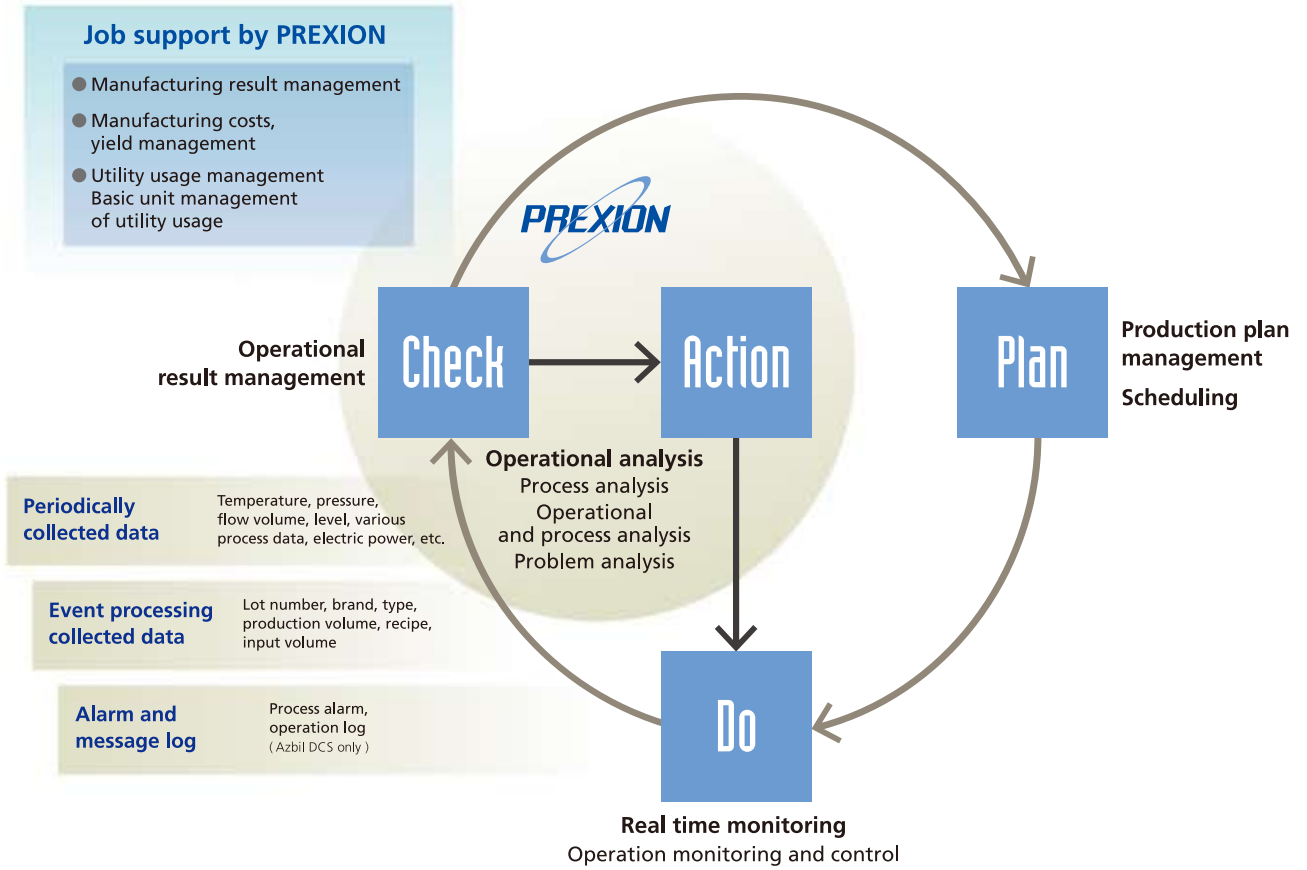 Job support by PREXION
● Manufacturing result management
● Manufacturing costs,
yield management
● Utility usage management
Basic unit management
of utility usage
PREXION
Operational
result management
Check
Action
Plan
Production plan
management
Scheduling
Operational analysis
Process analysis
Operational
and process analysis
Problem analysis
Periodically
collected data
Temperature, pressure,
flow volume, level, various
process data, electric power, etc.
Event processing
collected data
Lot number, brand, type,
production volume, recipe,
input volume
Alarm and
message log
Process alarm,
operation log
( Azbil DCS only )
Do
Real time monitoring
Operation monitoring and control